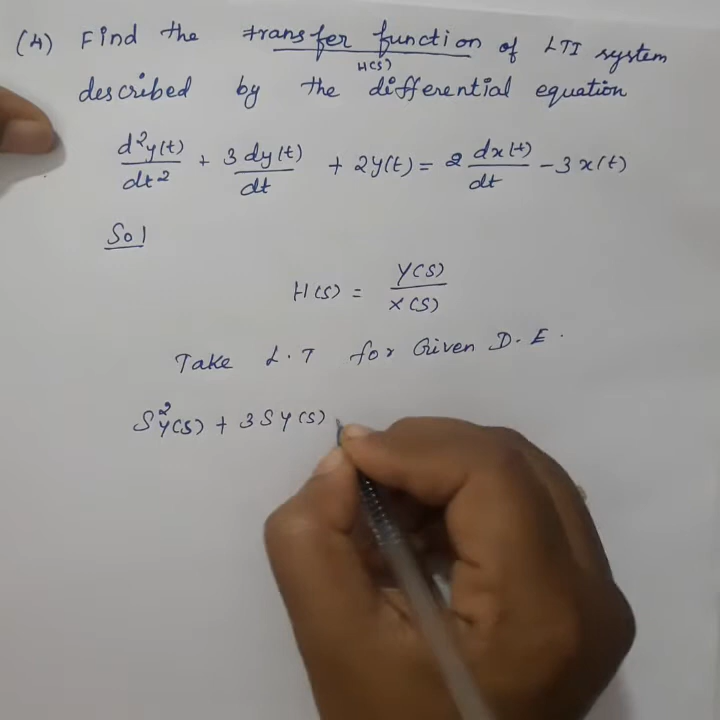 (4) Find the transfer function of LTI system
H(s)
described by the differential equation
d²y(t)/dt² + 3 dy(t)/dt + 2y(t) = 2 dx(t)/dt - 3x(t)
Sol
H(s) = Y(s)/X(s)
Take L.T for Given D.E.
S²Y(s) + 3SY(s)